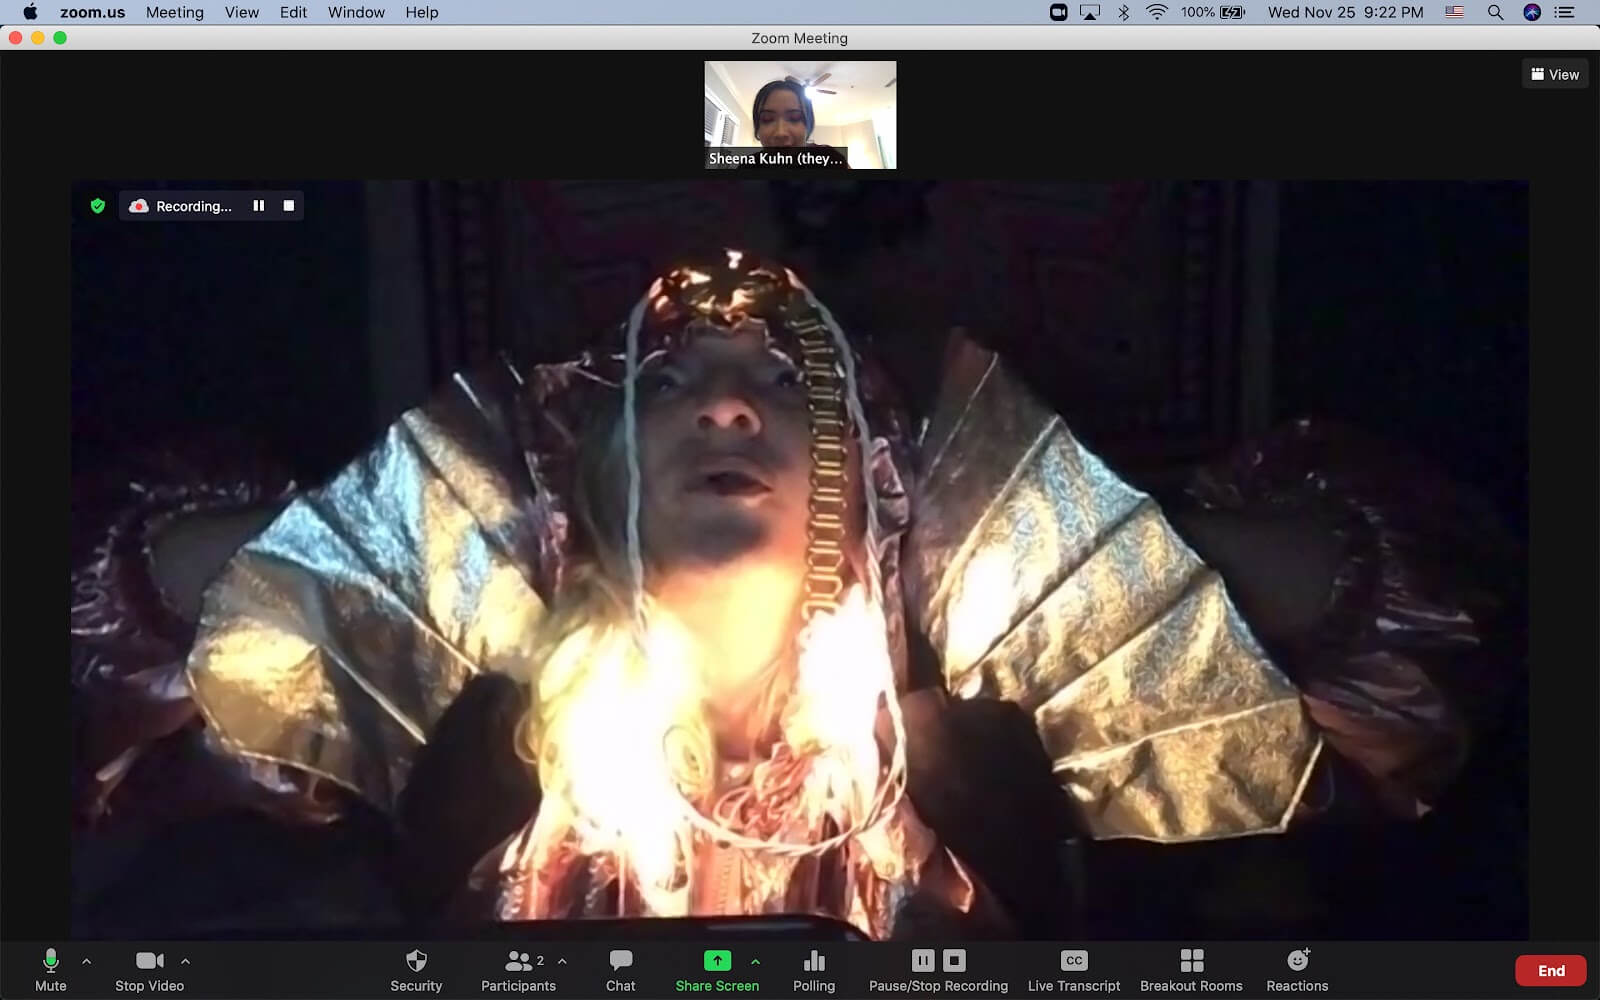 zoom.us Meeting View Edit Window Help 100% Wed Nov 25 9:22 PM
Zoom Meeting
View
Sheena Kuhn (they...
Recording...
2
CC
Mute Stop Video Security Participants Chat Share Screen Polling Pause/Stop Recording Live Transcript Breakout Rooms Reactions End